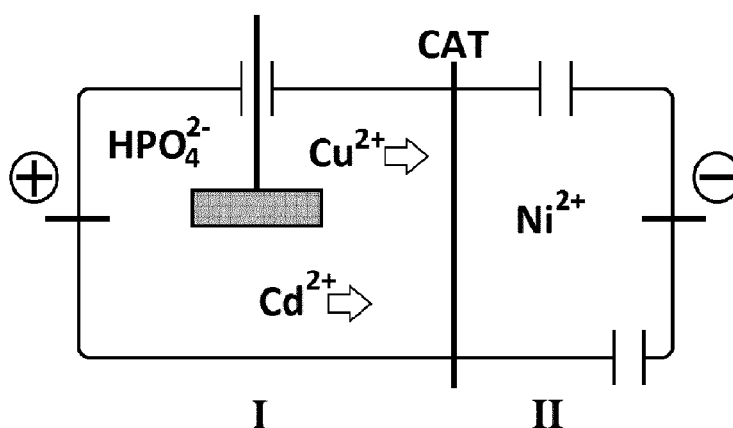 CAT
HPO₄²⁻
Cu²⁺
+
−
Ni²⁺
Cd²⁺
I
II